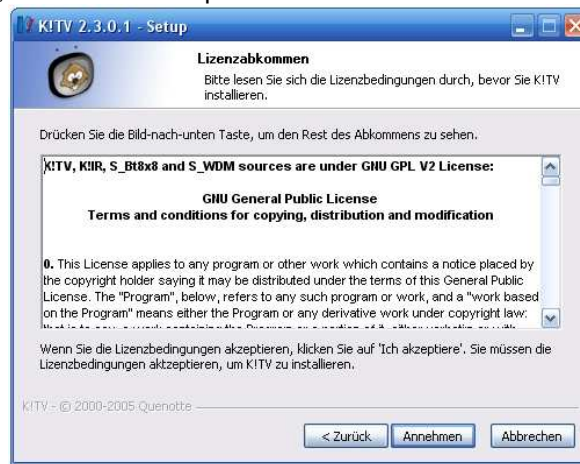 K!TV 2.3.0.1 - Setup
Lizenzabkommen
Bitte lesen Sie sich die Lizenzbedingungen durch, bevor Sie K!TV
installieren.
Drücken Sie die Bild-nach-unten Taste, um den Rest des Abkommens zu sehen.
K!TV, K!IR, S_Bt8x8 and S_WDM sources are under GNU GPL V2 License:
GNU General Public License
Terms and conditions for copying, distribution and modification
0. This License applies to any program or other work which contains a notice placed by
the copyright holder saying it may be distributed under the terms of this General Public
License. The "Program", below, refers to any such program or work, and a "work based
on the Program" means either the Program or any derivative work under copyright law:
Wenn Sie die Lizenzbedingungen akzeptieren, klicken Sie auf 'Ich akzeptiere'. Sie müssen die
Lizenzbedingungen aktzeptieren, um K!TV zu installieren.
K!TV - © 2000-2005 Quenotte
< Zurück Annehmen Abbrechen